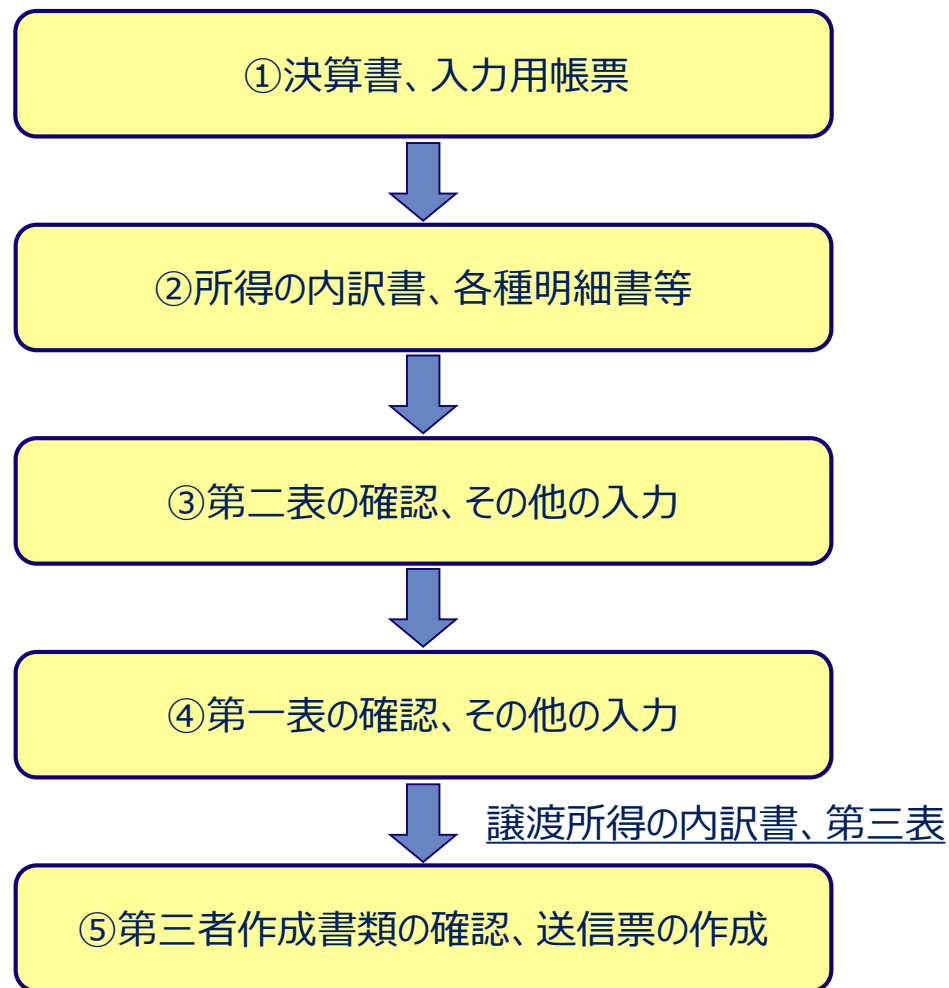 ①決算書、入力用帳票
②所得の内訳書、各種明細書等
③第二表の確認、その他の入力
④第一表の確認、その他の入力
譲渡所得の内訳書、第三表
⑤第三者作成書類の確認、送信票の作成